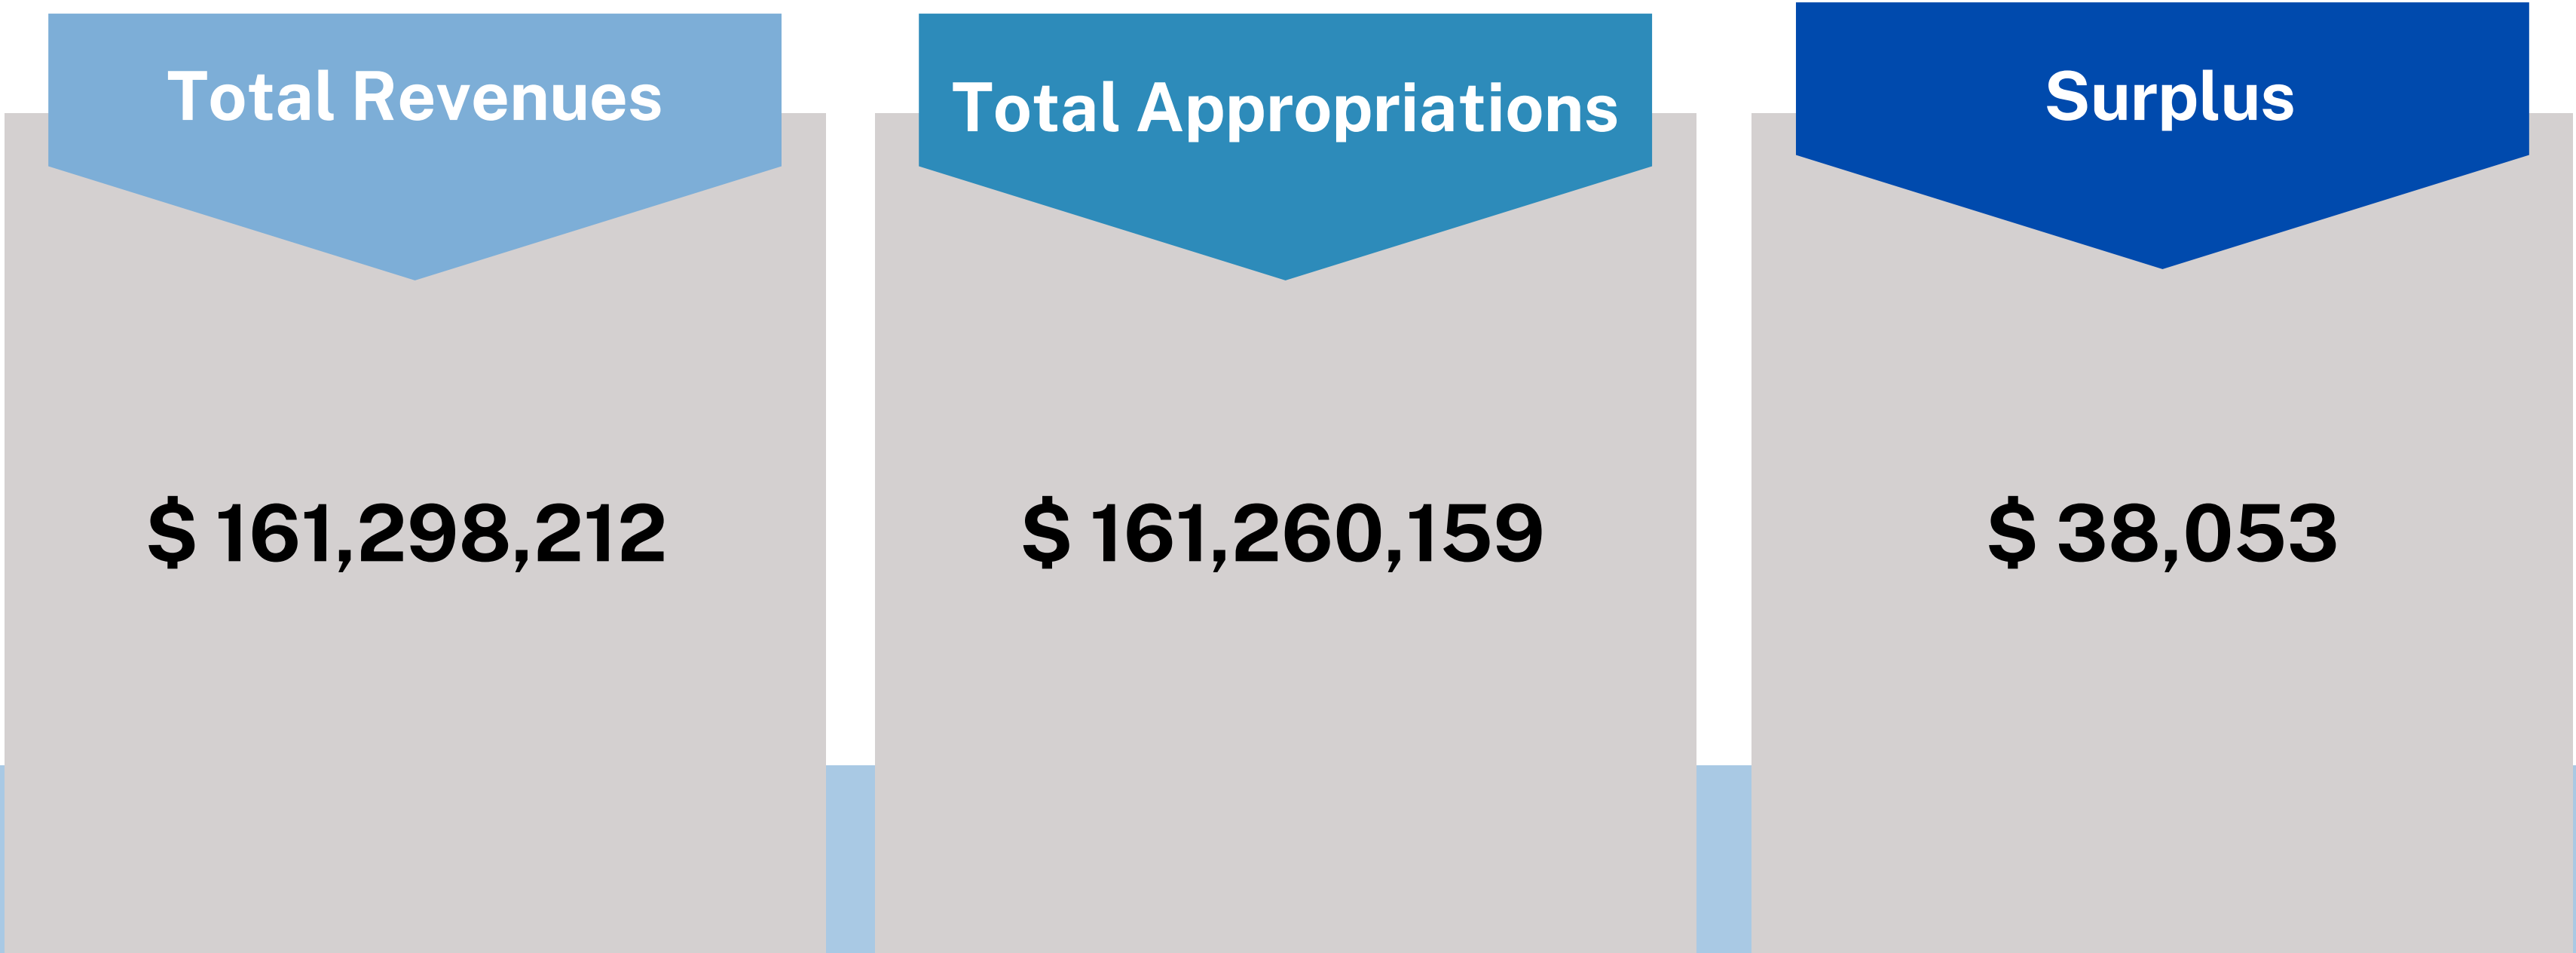 Total Revenues
$ 161,298,212
Total Appropriations
$ 161,260,159
Surplus
$ 38,053